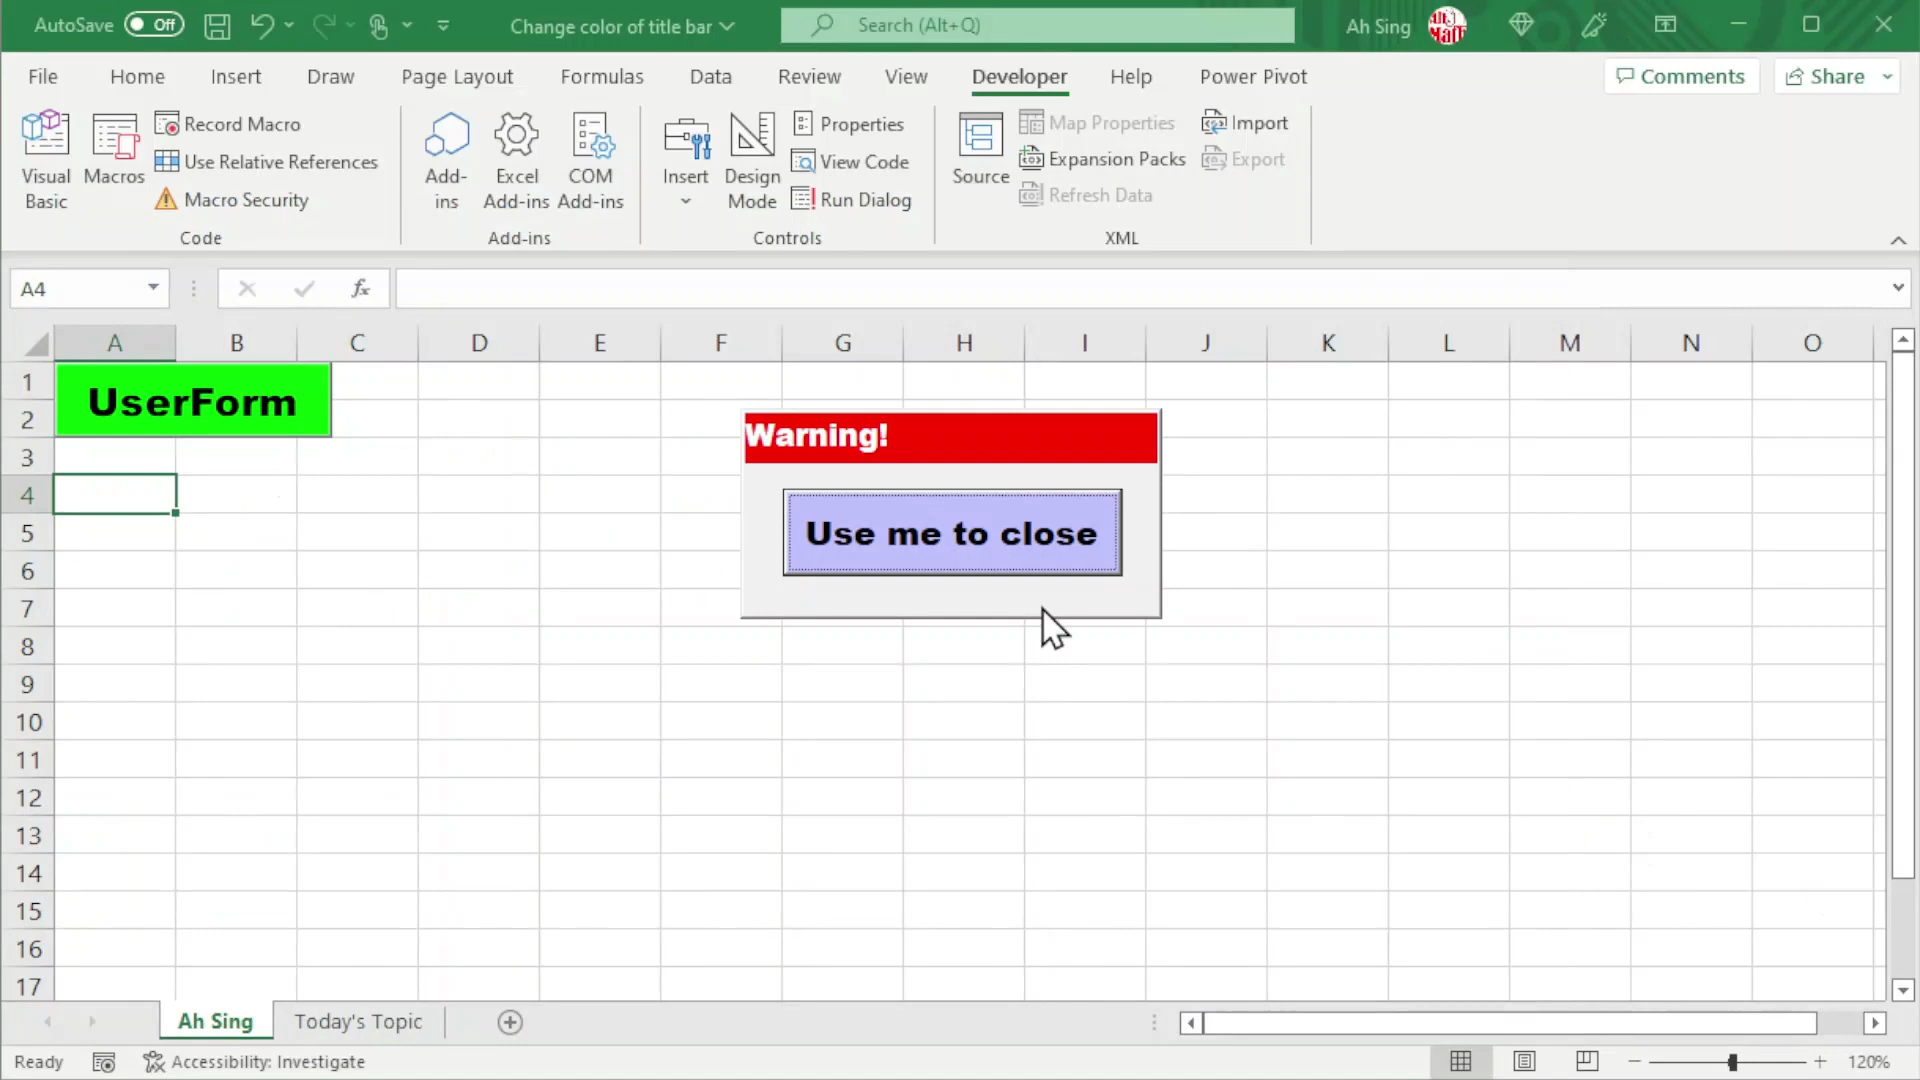 AutoSave Off Change color of title bar Search (Alt+Q) Ah Sing
File Home Insert Draw Page Layout Formulas Data Review View Developer Help Power Pivot Comments Share
Visual Basic
Macros
Record Macro
Use Relative References
Macro Security
Code
Add-ins
Excel Add-ins
COM Add-ins
Add-ins
Insert
Design Mode
Properties
View Code
Run Dialog
Controls
Source
Map Properties
Expansion Packs
Refresh Data
Import
Export
XML
A4 fx
A B C D E F G H I J K L M N O
1
2
3
4
5
6
7
8
9
10
11
12
13
14
15
16
17
UserForm
Warning!
Use me to close
Ah Sing Today's Topic
Ready Accessibility: Investigate 120%